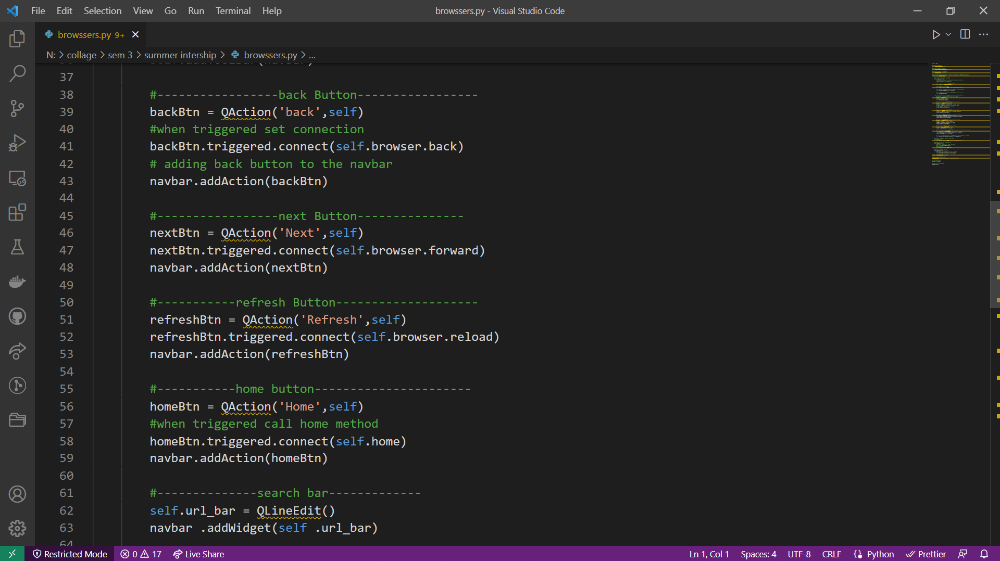 File Edit Selection View Go Run Terminal Help browssers.py - Visual Studio Code
browssers.py 9+
N: > collage > sem 3 > summer intership > browssers.py > ...
37
38 #-----------------back Button-----------------
39 backBtn = QAction('back',self)
40 #when triggered set connection
41 backBtn.triggered.connect(self.browser.back)
42 # adding back button to the navbar
43 navbar.addAction(backBtn)
44
45 #-----------------next Button---------------
46 nextBtn = QAction('Next',self)
47 nextBtn.triggered.connect(self.browser.forward)
48 navbar.addAction(nextBtn)
49
50 #-----------refresh Button--------------------
51 refreshBtn = QAction('Refresh',self)
52 refreshBtn.triggered.connect(self.browser.reload)
53 navbar.addAction(refreshBtn)
54
55 #-----------home button----------------------
56 homeBtn = QAction('Home',self)
57 #when triggered call home method
58 homeBtn.triggered.connect(self.home)
59 navbar.addAction(homeBtn)
60
61 #--------------search bar-------------
62 self.url_bar = QLineEdit()
63 navbar .addWidget(self .url_bar)
64
Restricted Mode 0 17 Live Share Ln 1, Col 1 Spaces: 4 UTF-8 CRLF Python Prettier